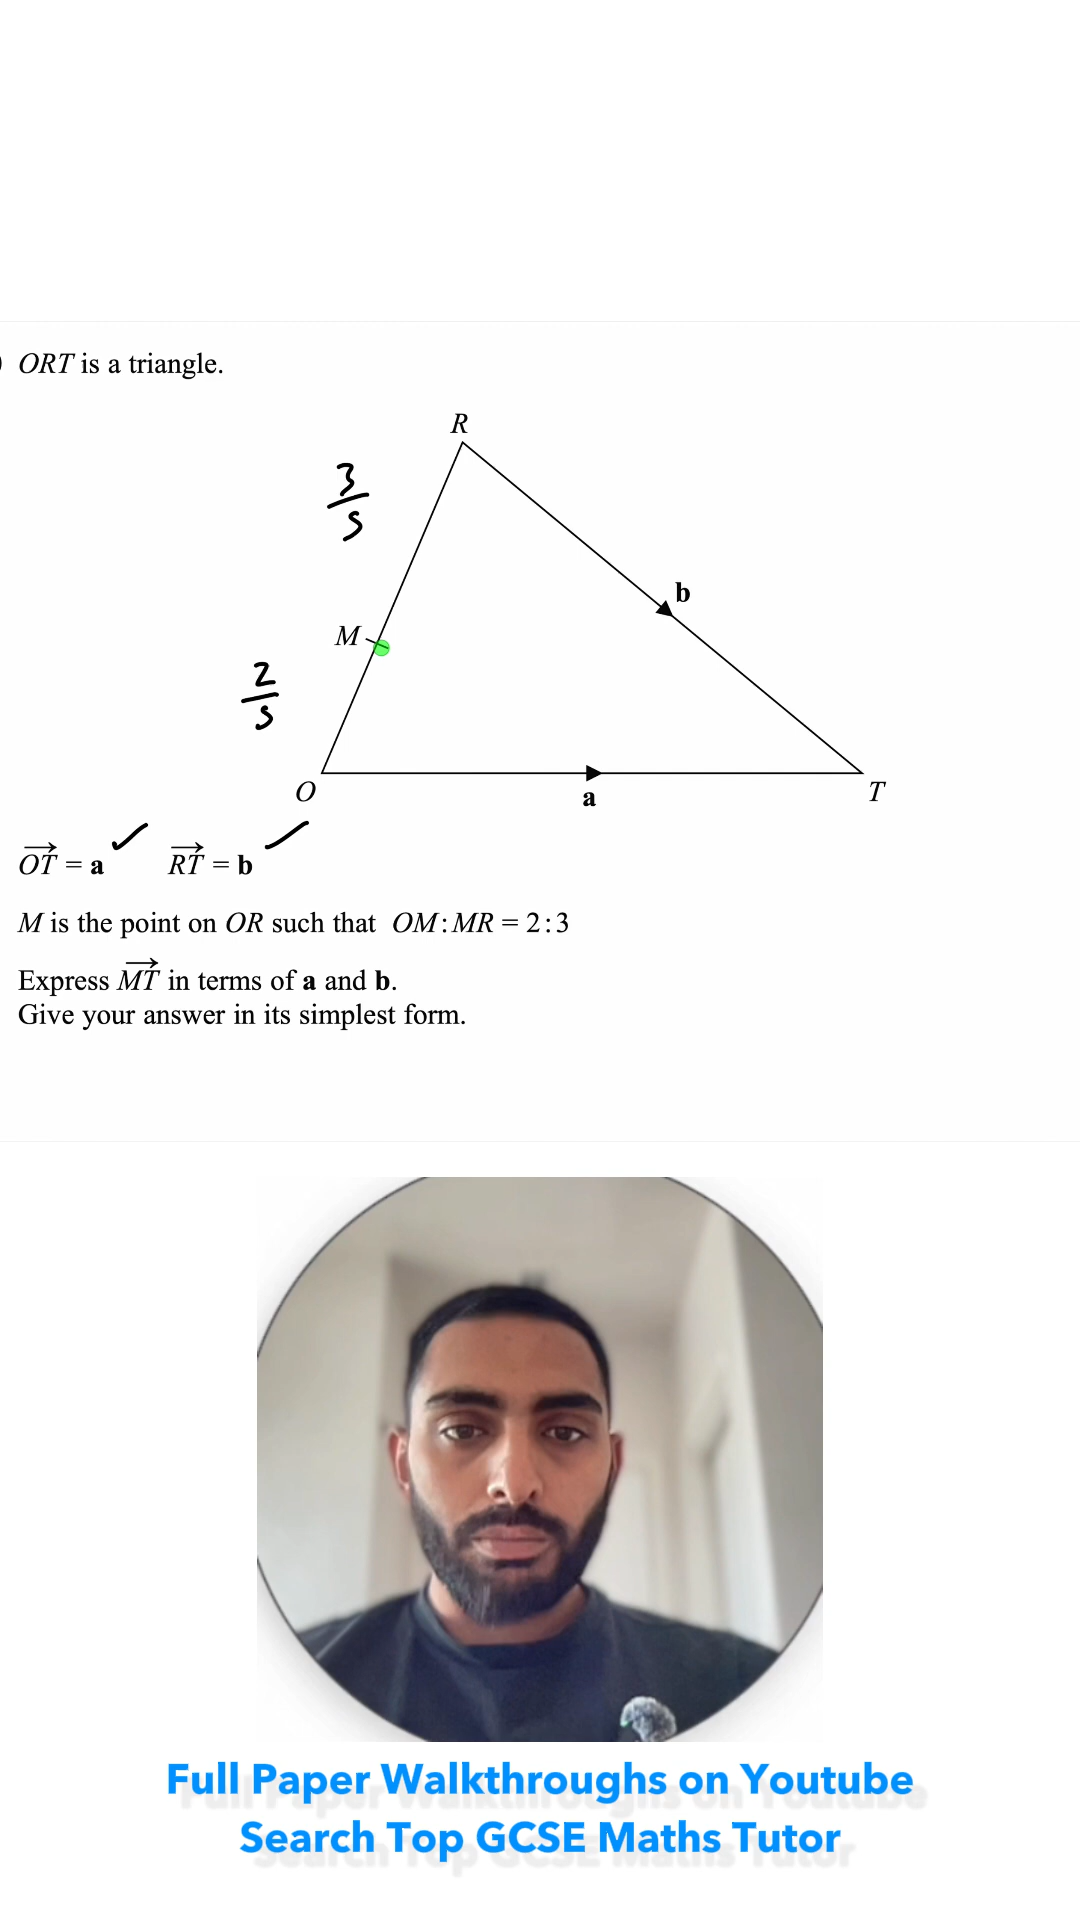 ORT is a triangle.
R
3/5
b
M
2/5
O
a
T
OT = a ✓ RT = b ✓
M is the point on OR such that OM:MR = 2:3
Express MT in terms of a and b.
Give your answer in its simplest form.
Full Paper Walkthroughs on Youtube
Search Top GCSE Maths Tutor